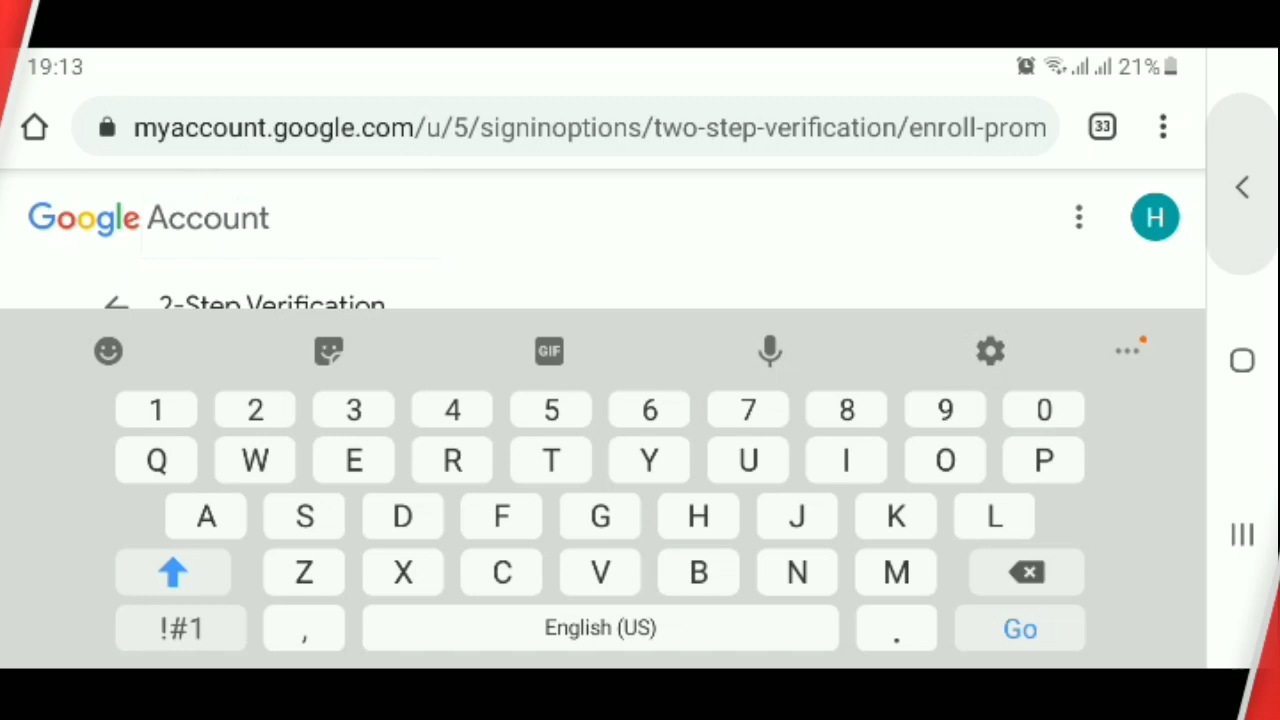 19:13
21%
myaccount.google.com/u/5/signinoptions/two-step-verification/enroll-prom
33
Google Account
H
2-Step Verification
GIF
1 2 3 4 5 6 7 8 9 0
Q W E R T Y U I O P
A S D F G H J K L
Z X C V B N M
!#1 , English (US) . Go